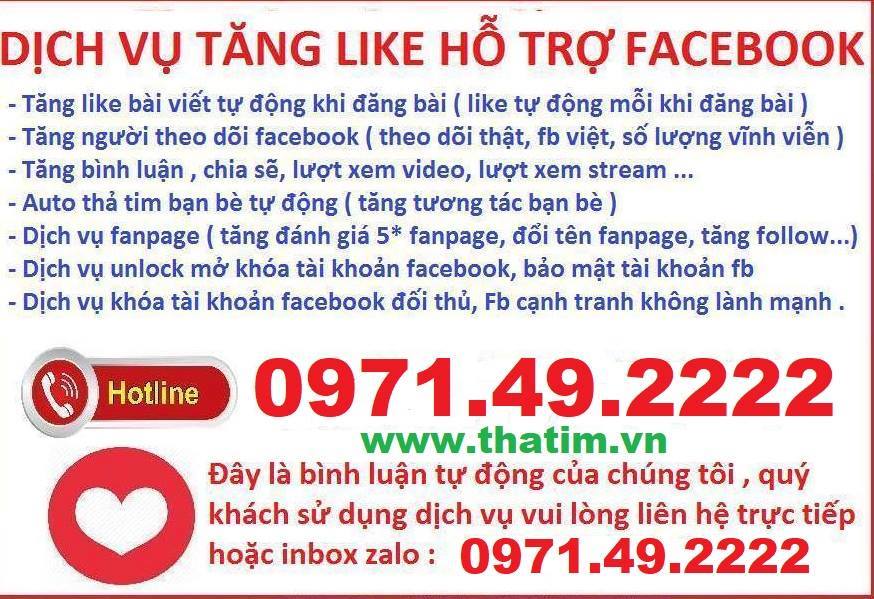 DỊCH VỤ TĂNG LIKE HỖ TRỢ FACEBOOK
- Tăng like bài viết tự động khi đăng bài ( like tự động mỗi khi đăng bài )
- Tăng người theo dõi facebook ( theo dõi thật, fb việt, số lượng vĩnh viễn )
- Tăng bình luận , chia sẽ, lượt xem video, lượt xem stream ...
- Auto thả tim bạn bè tự động ( tăng tương tác bạn bè )
- Dịch vụ fanpage ( tăng đánh giá 5* fanpage, đổi tên fanpage, tăng follow...)
- Dịch vụ unlock mở khóa tài khoản facebook, bảo mật tài khoản fb
- Dịch vụ khóa tài khoản facebook đối thủ, Fb cạnh tranh không lành mạnh .
Hotline 0971.49.2222
www.thatim.vn
Đây là bình luận tự động của chúng tôi , quý
khách sử dụng dịch vụ vui lòng liên hệ trực tiếp
hoặc inbox zalo : 0971.49.2222